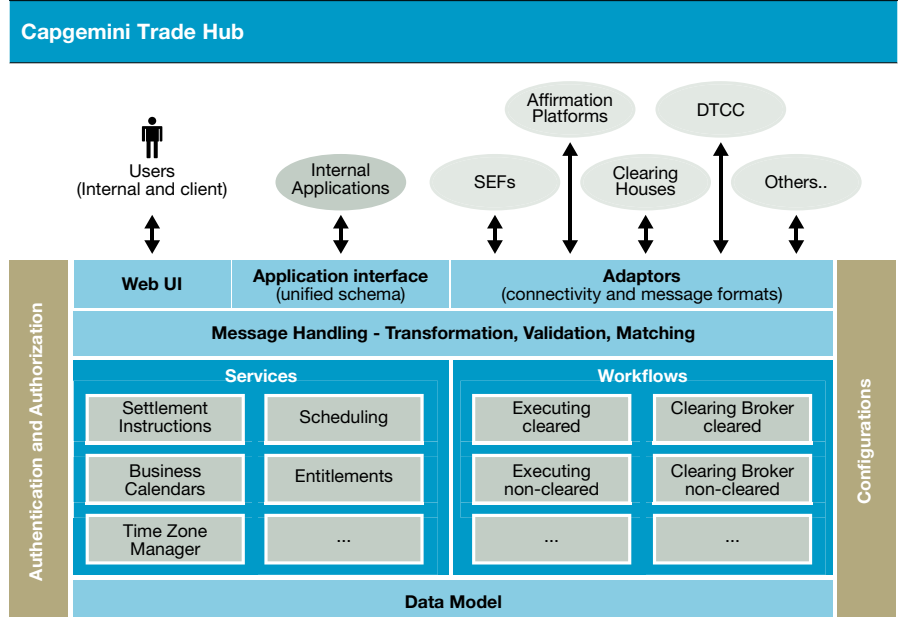 Capgemini Trade Hub
Affirmation
Platforms
DTCC
Users
(Internal and client)
Internal
Applications
SEFs
Clearing
Houses
Others..
Authentication and Authorization
Web UI
Application interface
(unified schema)
Adaptors
(connectivity and message formats)
Configurations
Message Handling - Transformation, Validation, Matching
Services
Settlement
Instructions
Scheduling
Business
Calendars
Entitlements
Time Zone
Manager
...
Workflows
Executing
cleared
Clearing Broker
cleared
Executing
non-cleared
Clearing Broker
non-cleared
...
...
Data Model